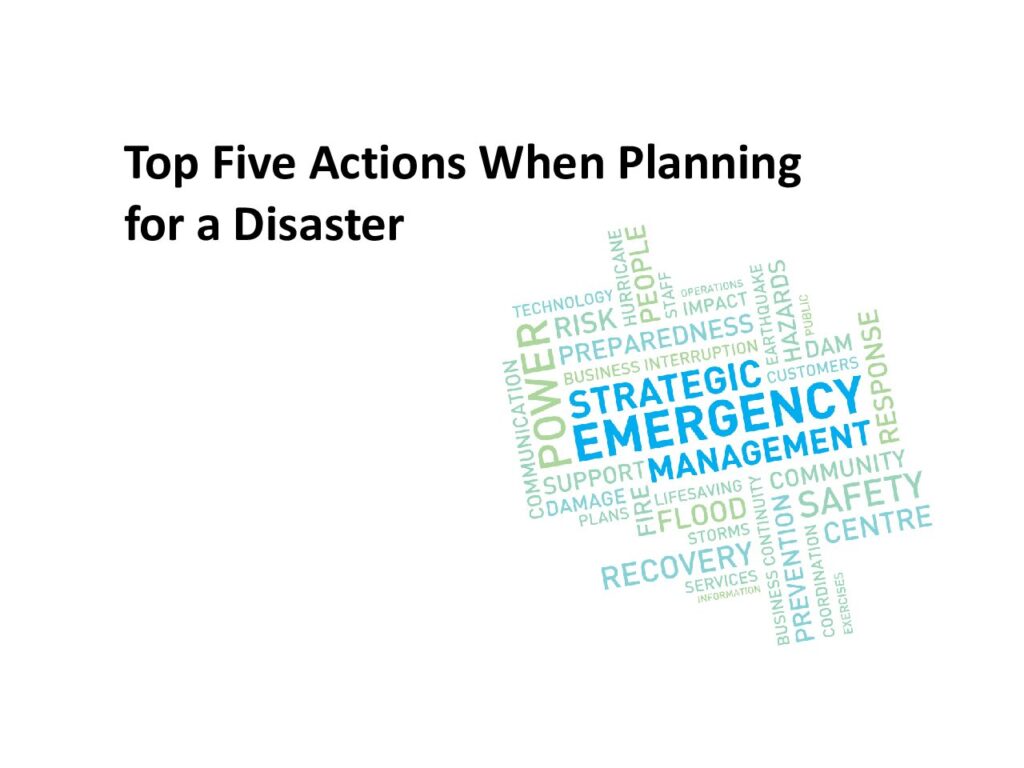 Top Five Actions When Planning
for a Disaster
HURRICANE
PEOPLE
STAFF
OPERATIONS
EARTHQUAKE
HAZARDS
PUBLIC
TECHNOLOGY
RISK
IMPACT
PREPAREDNESS
BUSINESS INTERRUPTION
DAM
CUSTOMERS
RESPONSE
COMMUNICATION
POWER
STRATEGIC
EMERGENCY
MANAGEMENT
SUPPORT
DAMAGE
PLANS
FIRE
LIFESAVING
FLOOD
STORMS
COMMUNITY
SAFETY
CENTRE
RECOVERY
SERVICES
INFORMATION
BUSINESS CONTINUITY
PREVENTION
COORDINATION
EXERCISES